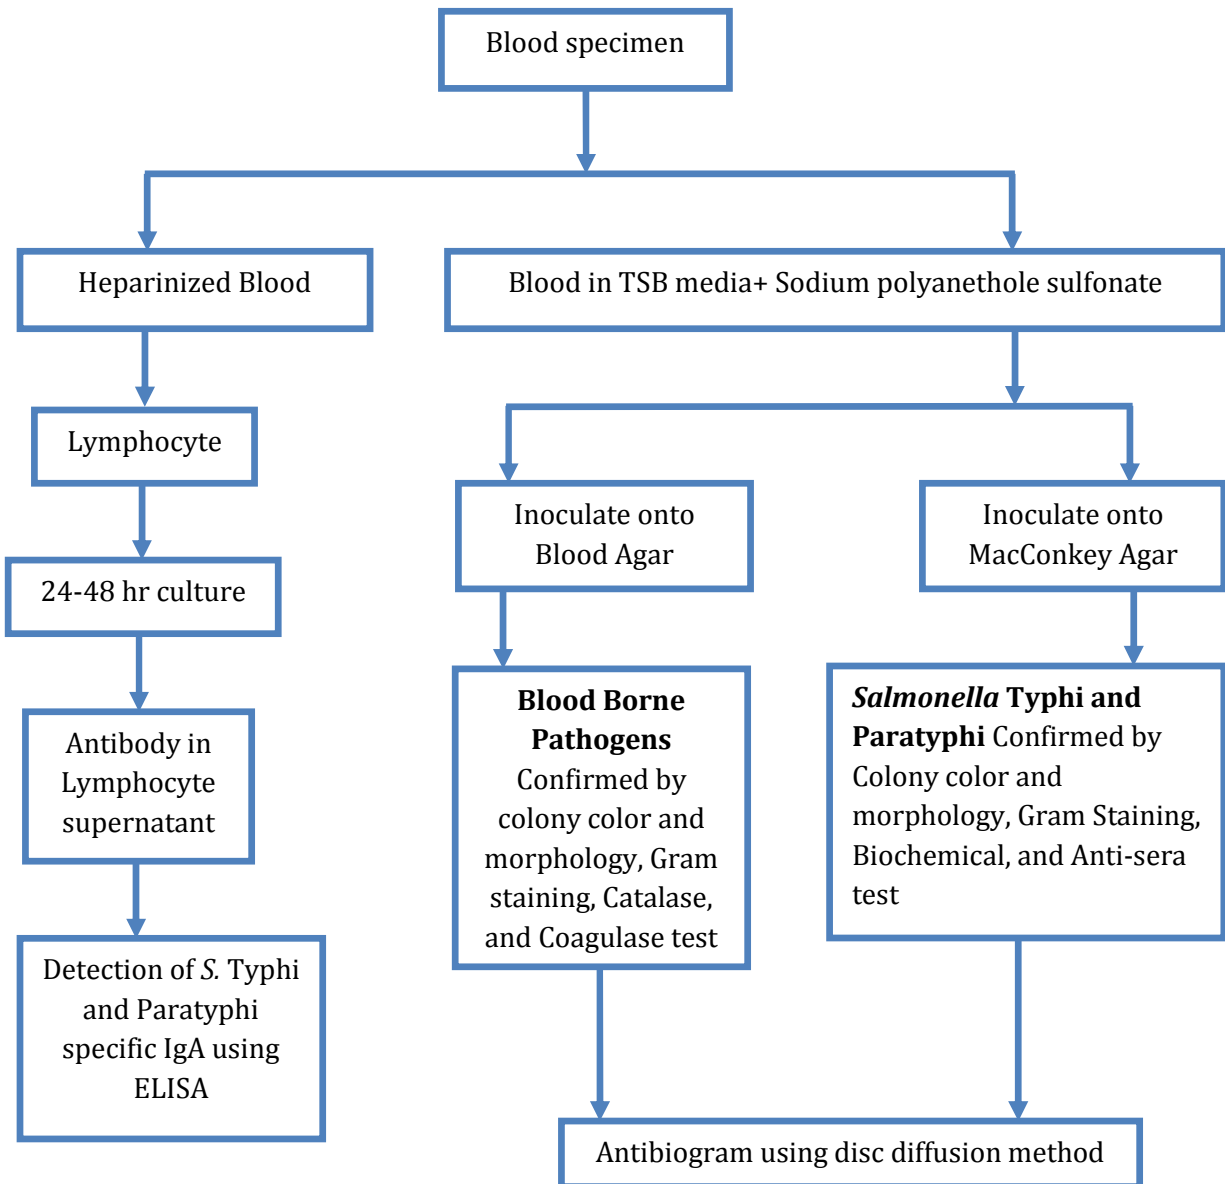 Blood specimen
Heparinized Blood
Blood in TSB media+ Sodium polyanethole sulfonate
Lymphocyte
Inoculate onto
Blood Agar
Inoculate onto
MacConkey Agar
24-48 hr culture
Blood Borne
Pathogens
Confirmed by
colony color and
morphology, Gram
staining, Catalase,
and Coagulase test
Salmonella Typhi and
Paratyphi Confirmed by
Colony color and
morphology, Gram Staining,
Biochemical, and Anti-sera
test
Antibody in
Lymphocyte
supernatant
Detection of S. Typhi
and Paratyphi
specific IgA using
ELISA
Antibiogram using disc diffusion method